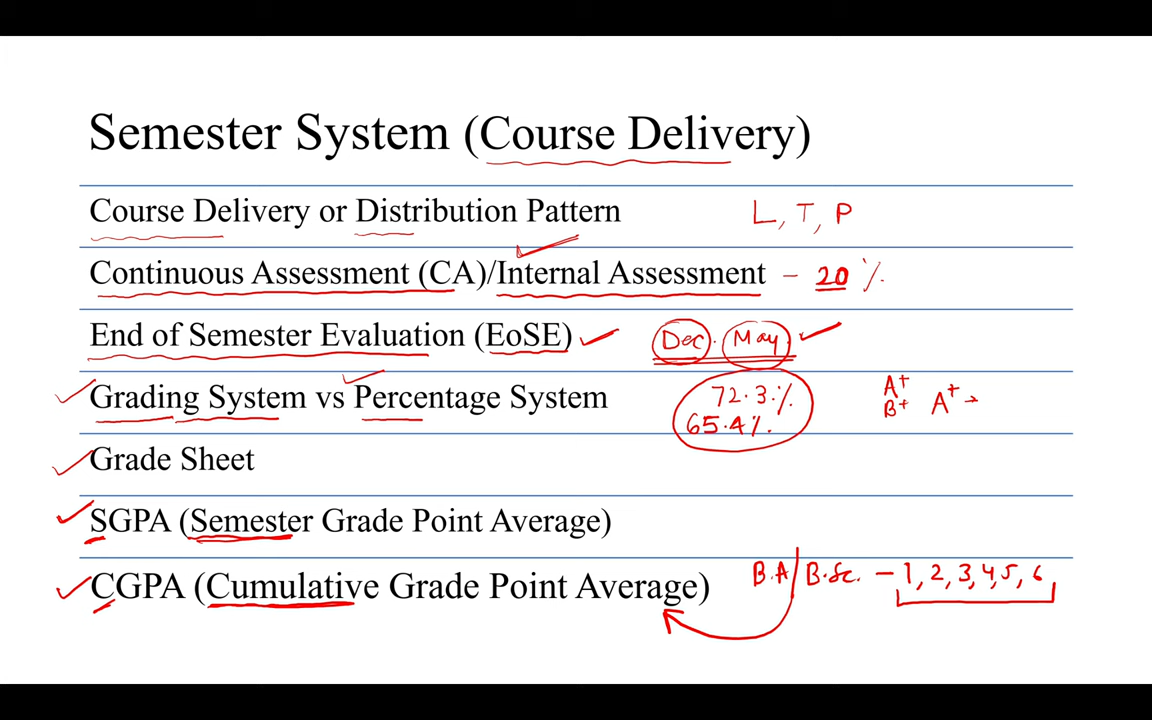 Semester System (Course Delivery)
Course Delivery or Distribution Pattern L, T, P
Continuous Assessment (CA)/Internal Assessment - 20 %
End of Semester Evaluation (EoSE) Dec. May
Grading System vs Percentage System 72.3% A+ A+
65.4% B+
Grade Sheet
SGPA (Semester Grade Point Average)
CGPA (Cumulative Grade Point Average) B.A/B.Sc. - 1, 2, 3, 4, 5, 6